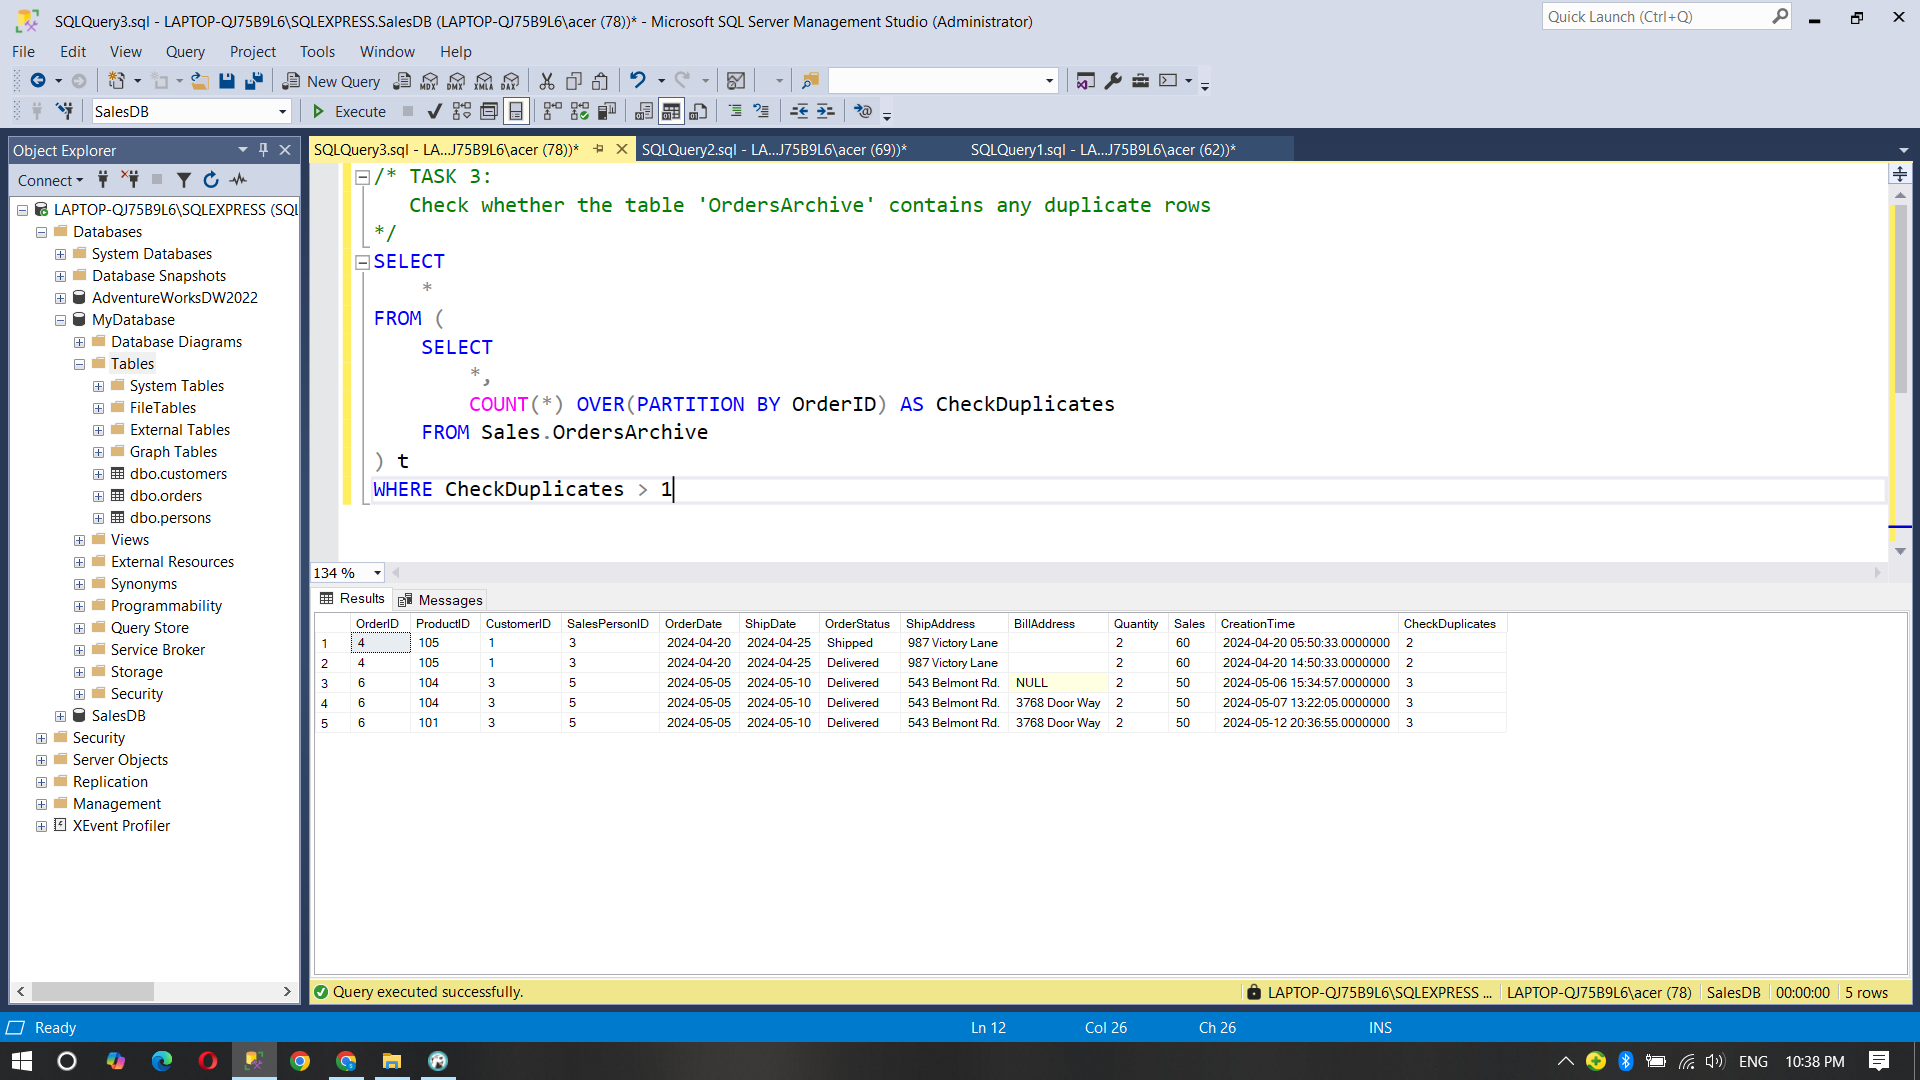 SQLQuery3.sql - LAPTOP-QJ75B9L6\SQLEXPRESS.SalesDB (LAPTOP-QJ75B9L6\acer (78))* - Microsoft SQL Server Management Studio (Administrator)
Quick Launch (Ctrl+Q)
File Edit View Query Project Tools Window Help
New Query MDX DMX XMLA DAX
SalesDB Execute
Object Explorer
SQLQuery3.sql - LA...J75B9L6\acer (78))* SQLQuery2.sql - LA...J75B9L6\acer (69))* SQLQuery1.sql - LA...J75B9L6\acer (62))*
Connect
LAPTOP-QJ75B9L6\SQLEXPRESS (SQL
Databases
System Databases
Database Snapshots
AdventureWorksDW2022
MyDatabase
Database Diagrams
Tables
System Tables
FileTables
External Tables
Graph Tables
dbo.customers
dbo.orders
dbo.persons
Views
External Resources
Synonyms
Programmability
Query Store
Service Broker
Storage
Security
SalesDB
Security
Server Objects
Replication
Management
XEvent Profiler
/* TASK 3:
Check whether the table 'OrdersArchive' contains any duplicate rows
*/
SELECT
*
FROM (
SELECT
*,
COUNT(*) OVER(PARTITION BY OrderID) AS CheckDuplicates
FROM Sales.OrdersArchive
) t
WHERE CheckDuplicates > 1
134 %
Results Messages
OrderID ProductID CustomerID SalesPersonID OrderDate ShipDate OrderStatus ShipAddress BillAddress Quantity Sales CreationTime CheckDuplicates
1 4 105 1 3 2024-04-20 2024-04-25 Shipped 987 Victory Lane 2 60 2024-04-20 05:50:33.0000000 2
2 4 105 1 3 2024-04-20 2024-04-25 Delivered 987 Victory Lane 2 60 2024-04-20 14:50:33.0000000 2
3 6 104 3 5 2024-05-05 2024-05-10 Delivered 543 Belmont Rd. NULL 2 50 2024-05-06 15:34:57.0000000 3
4 6 104 3 5 2024-05-05 2024-05-10 Delivered 543 Belmont Rd. 3768 Door Way 2 50 2024-05-07 13:22:05.0000000 3
5 6 101 3 5 2024-05-05 2024-05-10 Delivered 543 Belmont Rd. 3768 Door Way 2 50 2024-05-12 20:36:55.0000000 3
Query executed successfully. LAPTOP-QJ75B9L6\SQLEXPRESS ... LAPTOP-QJ75B9L6\acer (78) SalesDB 00:00:00 5 rows
Ready Ln 12 Col 26 Ch 26 INS
ENG 10:38 PM